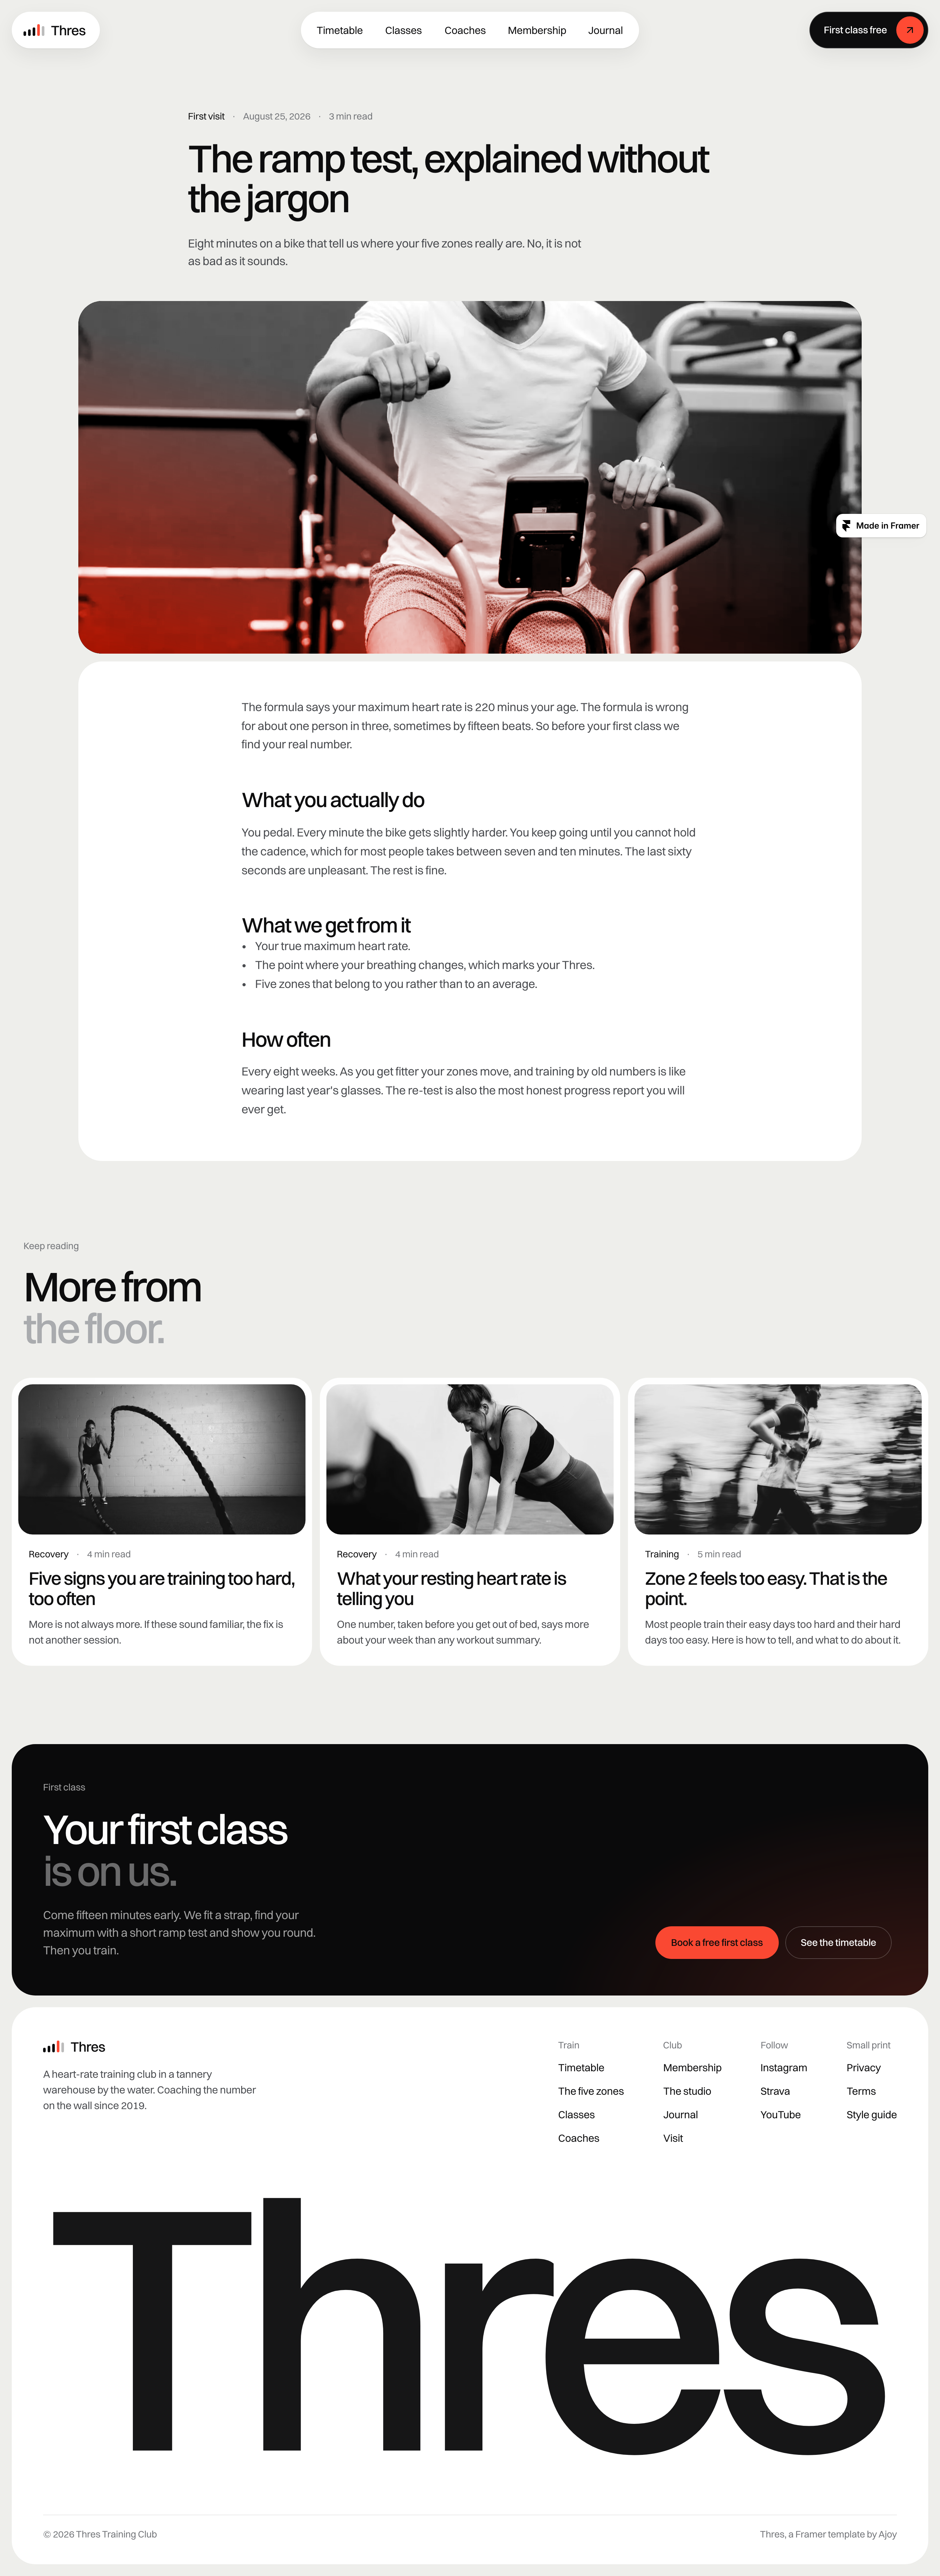 Thres
Timetable
Classes
Coaches
Membership
Journal
First class free
First visit · August 25, 2026 · 3 min read
The ramp test, explained without
the jargon
Eight minutes on a bike that tell us where your five zones really are. No, it is not
as bad as it sounds.
Made in Framer
The formula says your maximum heart rate is 220 minus your age. The formula is wrong
for about one person in three, sometimes by fifteen beats. So before your first class we
find your real number.
What you actually do
You pedal. Every minute the bike gets slightly harder. You keep going until you cannot hold
the cadence, which for most people takes between seven and ten minutes. The last sixty
seconds are unpleasant. The rest is fine.
What we get from it
• Your true maximum heart rate.
• The point where your breathing changes, which marks your Thres.
• Five zones that belong to you rather than to an average.
How often
Every eight weeks. As you get fitter your zones move, and training by old numbers is like
wearing last year's glasses. The re-test is also the most honest progress report you will
ever get.
Keep reading
More from
the floor.
Recovery · 4 min read
Five signs you are training too hard,
too often
More is not always more. If these sound familiar, the fix is
not another session.
Recovery · 4 min read
What your resting heart rate is
telling you
One number, taken before you get out of bed, says more
about your week than any workout summary.
Training · 5 min read
Zone 2 feels too easy. That is the
point.
Most people train their easy days too hard and their hard
days too easy. Here is how to tell, and what to do about it.
First class
Your first class
is on us.
Come fifteen minutes early. We fit a strap, find your
maximum with a short ramp test and show you round.
Then you train.
Book a free first class
See the timetable
Thres
A heart-rate training club in a tannery
warehouse by the water. Coaching the number
on the wall since 2019.
Train
Timetable
The five zones
Classes
Coaches
Club
Membership
The studio
Journal
Visit
Follow
Instagram
Strava
YouTube
Small print
Privacy
Terms
Style guide
Thres
© 2026 Thres Training Club
Thres, a Framer template by Ajoy